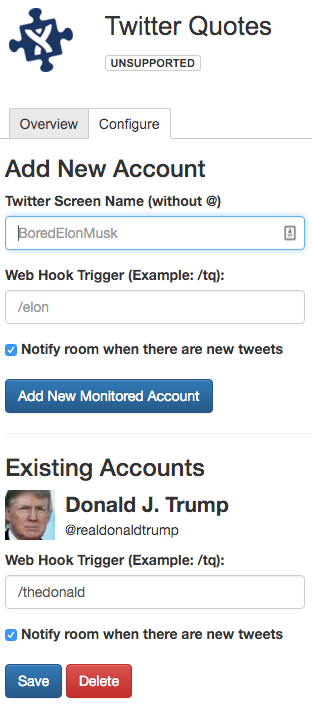 Twitter Quotes
UNSUPPORTED
Overview
Configure
Add New Account
Twitter Screen Name (without @)
BoredElonMusk
Web Hook Trigger (Example: /tq):
/elon
Notify room when there are new tweets
Add New Monitored Account
Existing Accounts
Donald J. Trump
@realdonaldtrump
Web Hook Trigger (Example: /tq):
/thedonald
Notify room when there are new tweets
Save
Delete